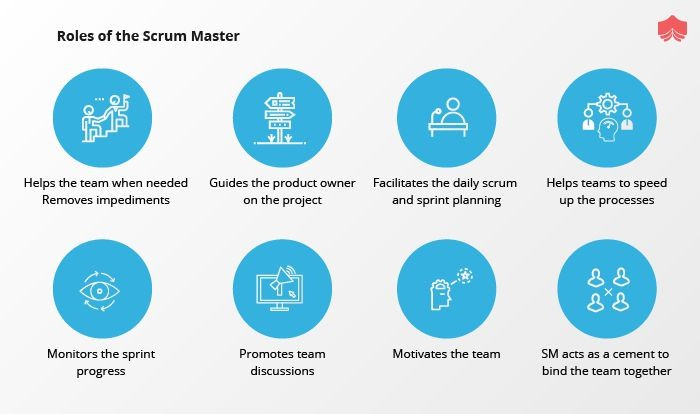 Roles of the Scrum Master
Helps the team when needed
Removes impediments
Guides the product owner
on the project
Facilitates the daily scrum
and sprint planning
Helps teams to speed
up the processes
Monitors the sprint
progress
Promotes team
discussions
Motivates the team
SM acts as a cement to
bind the team together